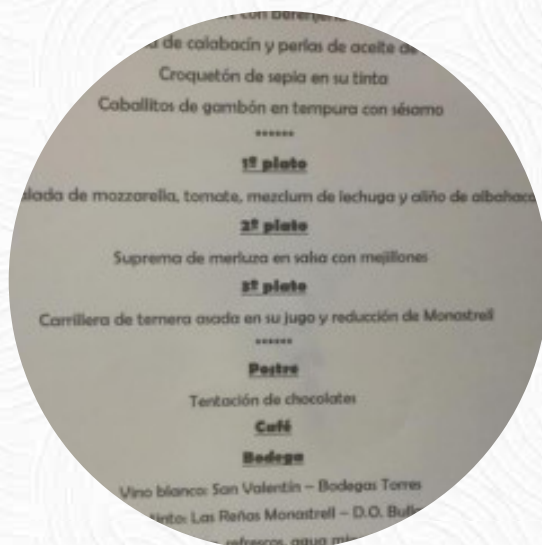 con berenjena
de calabacín y perlas de aceite de
Croquetón de sepia en su tinta
Caballitos de gambón en tempura con sésamo
******
1º plato
lada de mozzarella, tomate, mezclum de lechuga y aliño de albahaca
2º plato
Suprema de merluza en salsa con mejillones
3º plato
Carrillera de ternera asada en su jugo y reducción de Monastrell
******
Postre
Tentación de chocolates
Café
Bodega
Vino blanco: San Valentín – Bodegas Torres
tinto: Las Reñas Monastrell – D.O. Bull
refrescos, agua